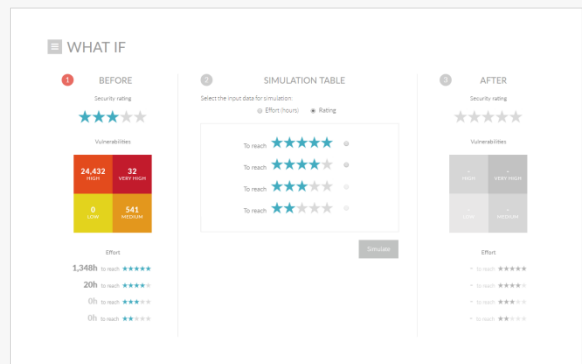 WHAT IF
1 BEFORE
Security rating
Vulnerabilities
24,432 32
HIGH VERY HIGH
0 541
LOW MEDIUM
Effort
1,348h to reach
20h to reach
0h to reach
0h to reach
2 SIMULATION TABLE
Select the input data for simulation:
Effort (hours) Rating
To reach
To reach
To reach
To reach
Simulate
3 AFTER
Security rating
Vulnerabilities
- -
HIGH VERY HIGH
- -
LOW MEDIUM
Effort
- to reach
- to reach
- to reach
- to reach